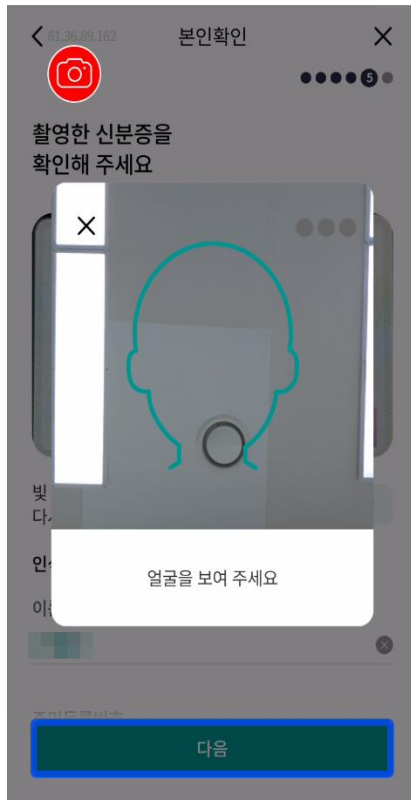 61.36.89.162
본인확인
5
촬영한 신분증을
확인해 주세요
빛
얼굴을 보여 주세요
다음